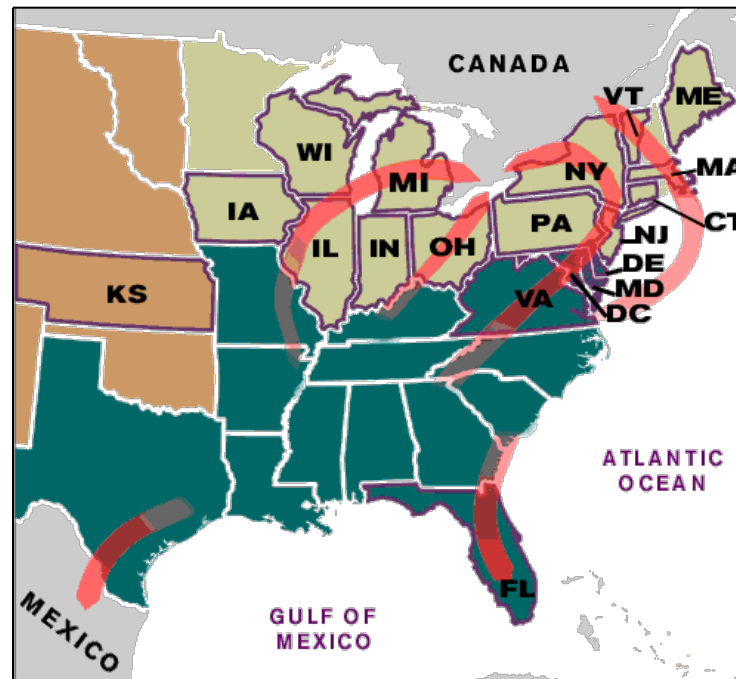 CANADA
VT
ME
WI
MI
NY
MA
IA
PA
CT
IL
IN
OH
NJ
KS
DE
VA
MD
DC
ATLANTIC
OCEAN
FL
MEXICO
GULF OF
MEXICO